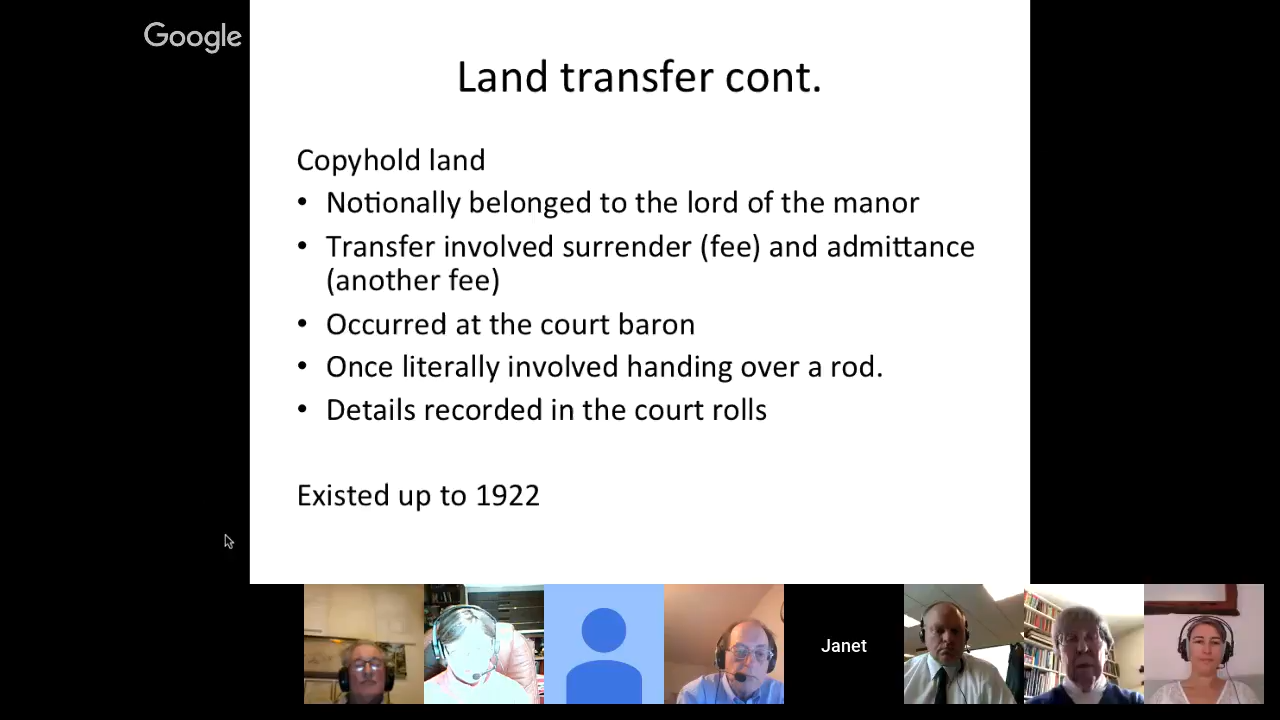 Google
Land transfer cont.
Copyhold land
• Notionally belonged to the lord of the manor
• Transfer involved surrender (fee) and admittance
(another fee)
• Occurred at the court baron
• Once literally involved handing over a rod.
• Details recorded in the court rolls
Existed up to 1922
Janet